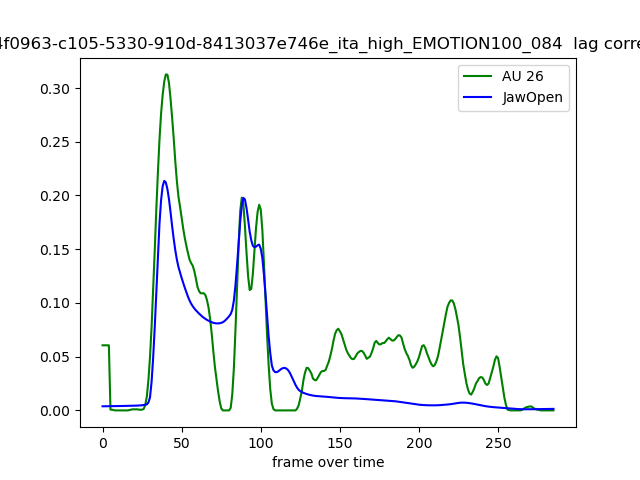 4f0963-c105-5330-910d-8413037e746e_ita_high_EMOTION100_084 lag corre
AU 26
JawOpen
0.30
0.25
0.20
0.15
0.10
0.05
0.00
0 50 100 150 200 250
frame over time